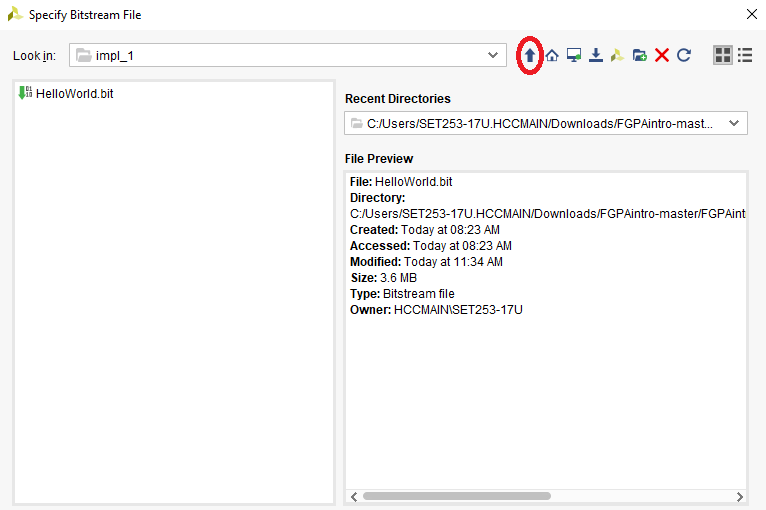 Specify Bitstream File
Look in:
impl_1
HelloWorld.bit
Recent Directories
C:/Users/SET253-17U.HCCMAIN/Downloads/FGPAintro-mast...
File Preview
File: HelloWorld.bit
Directory:
C:/Users/SET253-17U.HCCMAIN/Downloads/FGPAintro-master/FGPAint
Created: Today at 08:23 AM
Accessed: Today at 08:23 AM
Modified: Today at 11:34 AM
Size: 3.6 MB
Type: Bitstream file
Owner: HCCMAIN\SET253-17U